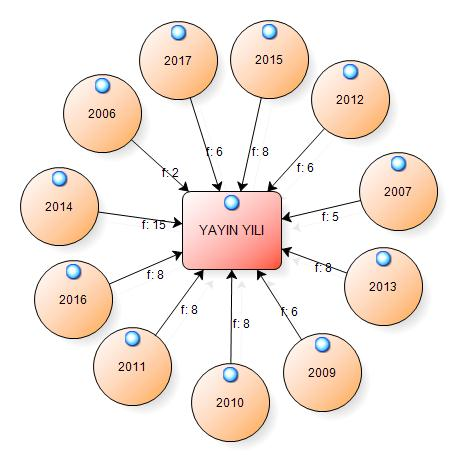 2017
2015
2006
2012
f: 6
f: 8
f: 2
f: 6
2014
2007
f: 15
YAYIN YILI
f: 5
2016
f: 8
f: 8
2013
2011
f: 8
f: 8
f: 6
2010
2009